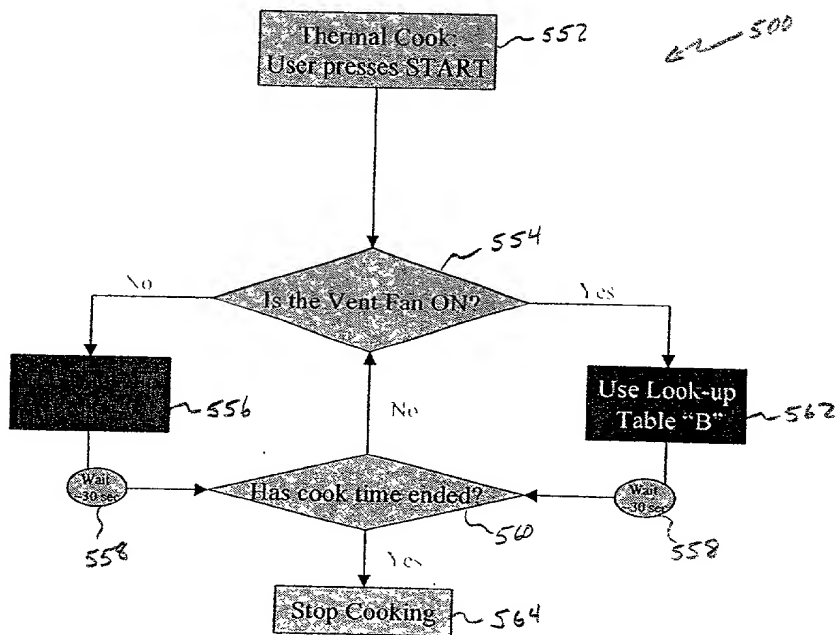 Thermal Cook:
User presses START
552
500
554
No
Is the Vent Fan ON?
Yes
556
No
Use Look-up
Table "B"
562
Wait
~30 sec
558
Has cook time ended?
560
Wait
~30 sec
558
Yes
Stop Cooking
564